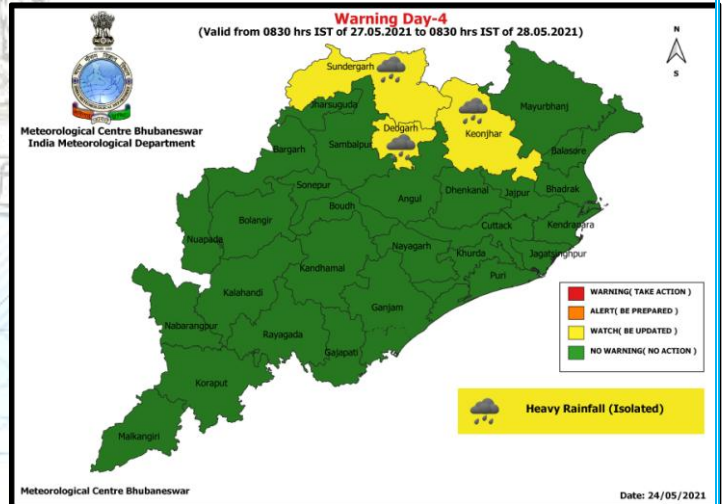 Warning Day-4
(Valid from 0830 hrs IST of 27.05.2021 to 0830 hrs IST of 28.05.2021)
N
S
Meteorological Centre Bhubaneswar
India Meteorological Department
Sundergarh
Jharsuguda
Mayurbhanj
Deogarh
Keonjhar
Bargarh
Sambalpur
Balasore
Sonepur
Angul
Dhenkanal
Jajpur
Bhadrak
Boudh
Bolangir
Cuttack
Kendrapara
Nuapada
Nayagarh
Khurda
Jagatsinghpur
Kandhamal
Puri
Kalahandi
Ganjam
Nabarangpur
Rayagada
Gajapati
Koraput
Malkangiri
WARNING( TAKE ACTION )
ALERT( BE PREPARED )
WATCH( BE UPDATED )
NO WARNING( NO ACTION )
Heavy Rainfall (Isolated)
Meteorological Centre Bhubaneswar
Date: 24/05/2021